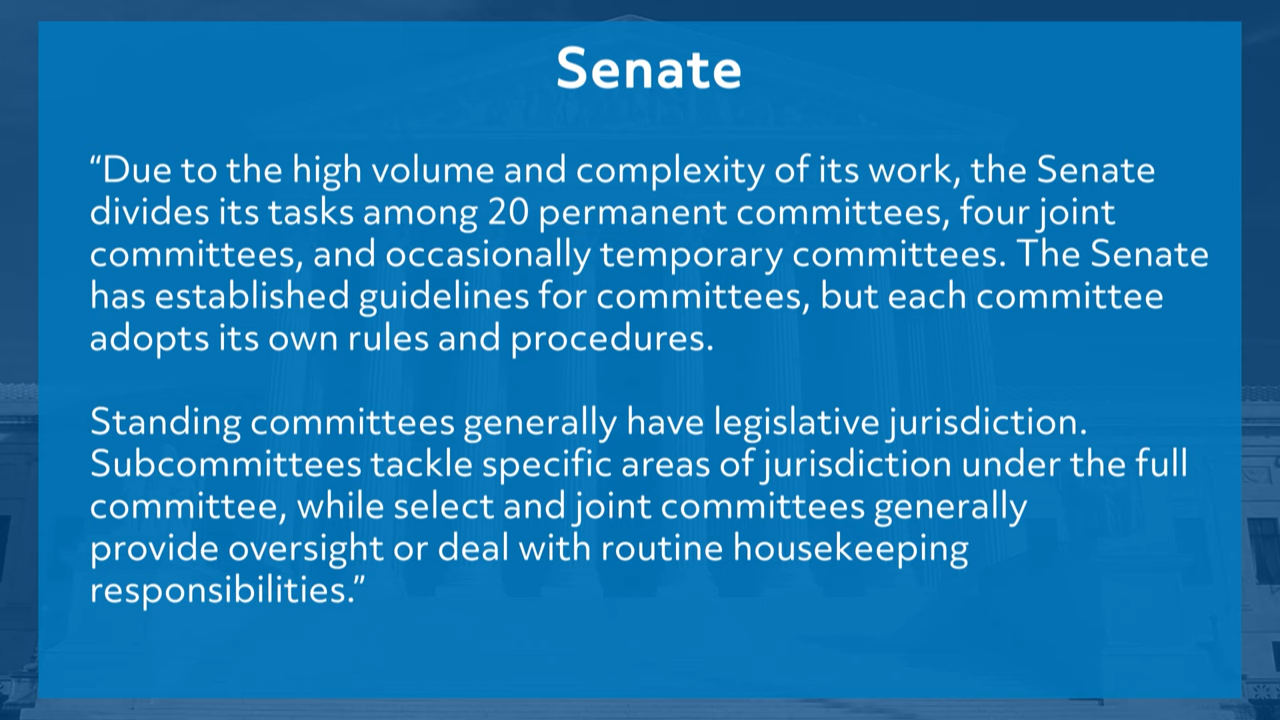 Senate
“Due to the high volume and complexity of its work, the Senate
divides its tasks among 20 permanent committees, four joint
committees, and occasionally temporary committees. The Senate
has established guidelines for committees, but each committee
adopts its own rules and procedures.
Standing committees generally have legislative jurisdiction.
Subcommittees tackle specific areas of jurisdiction under the full
committee, while select and joint committees generally
provide oversight or deal with routine housekeeping
responsibilities.”